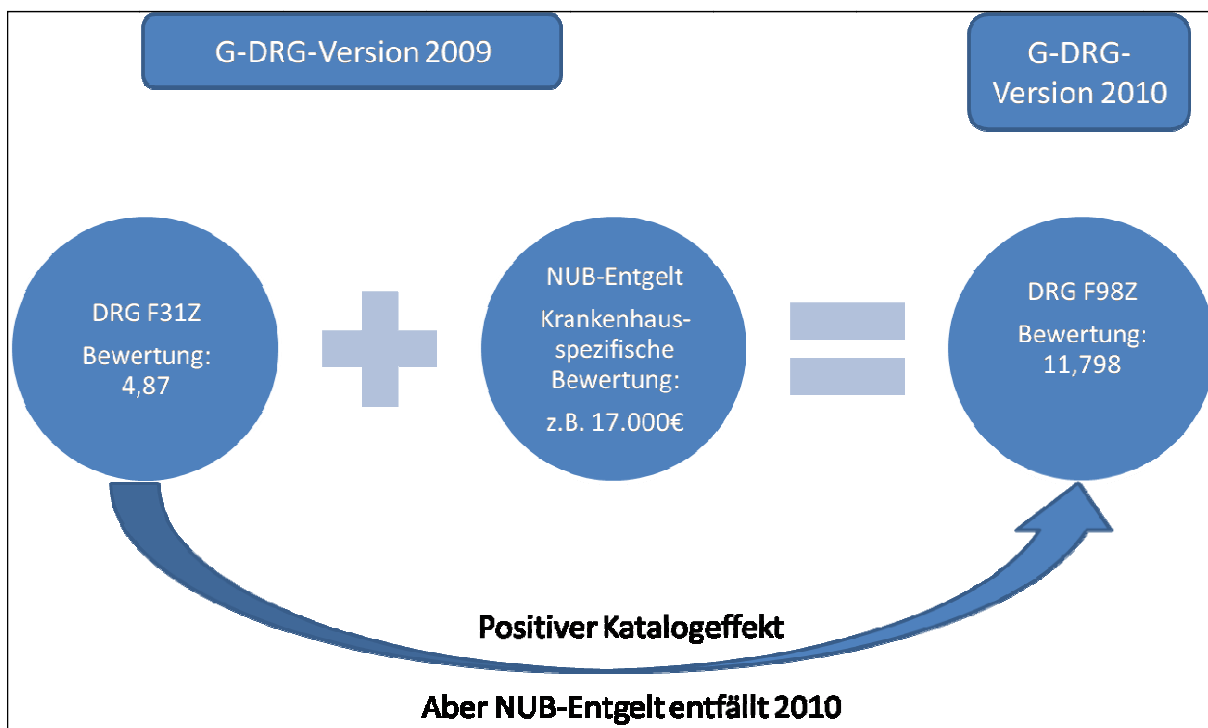 G-DRG-Version 2009
G-DRG-
Version 2010
DRG F31Z
Bewertung:
4,87
NUB-Entgelt
Krankenhaus-
spezifische
Bewertung:
z.B. 17.000€
DRG F98Z
Bewertung:
11,798
Positiver Katalogeffekt
Aber NUB-Entgelt entfällt 2010